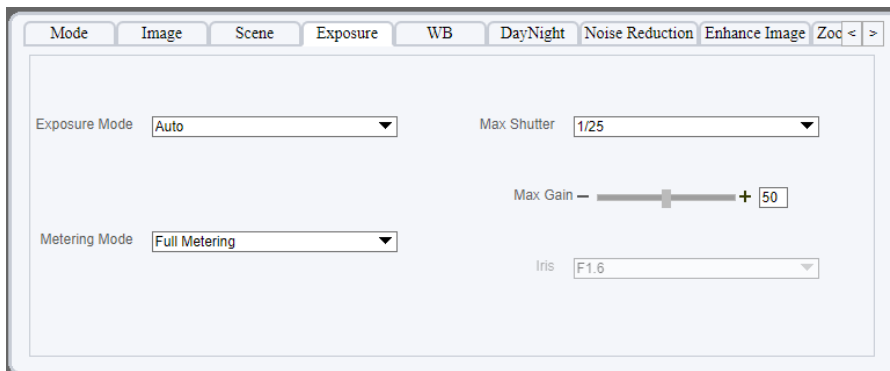 Mode Image Scene Exposure WB DayNight Noise Reduction Enhance Image < >
Exposure Mode Auto Max Shutter 1/25
Max Gain − + 50
Metering Mode Full Metering
Iris F1.6